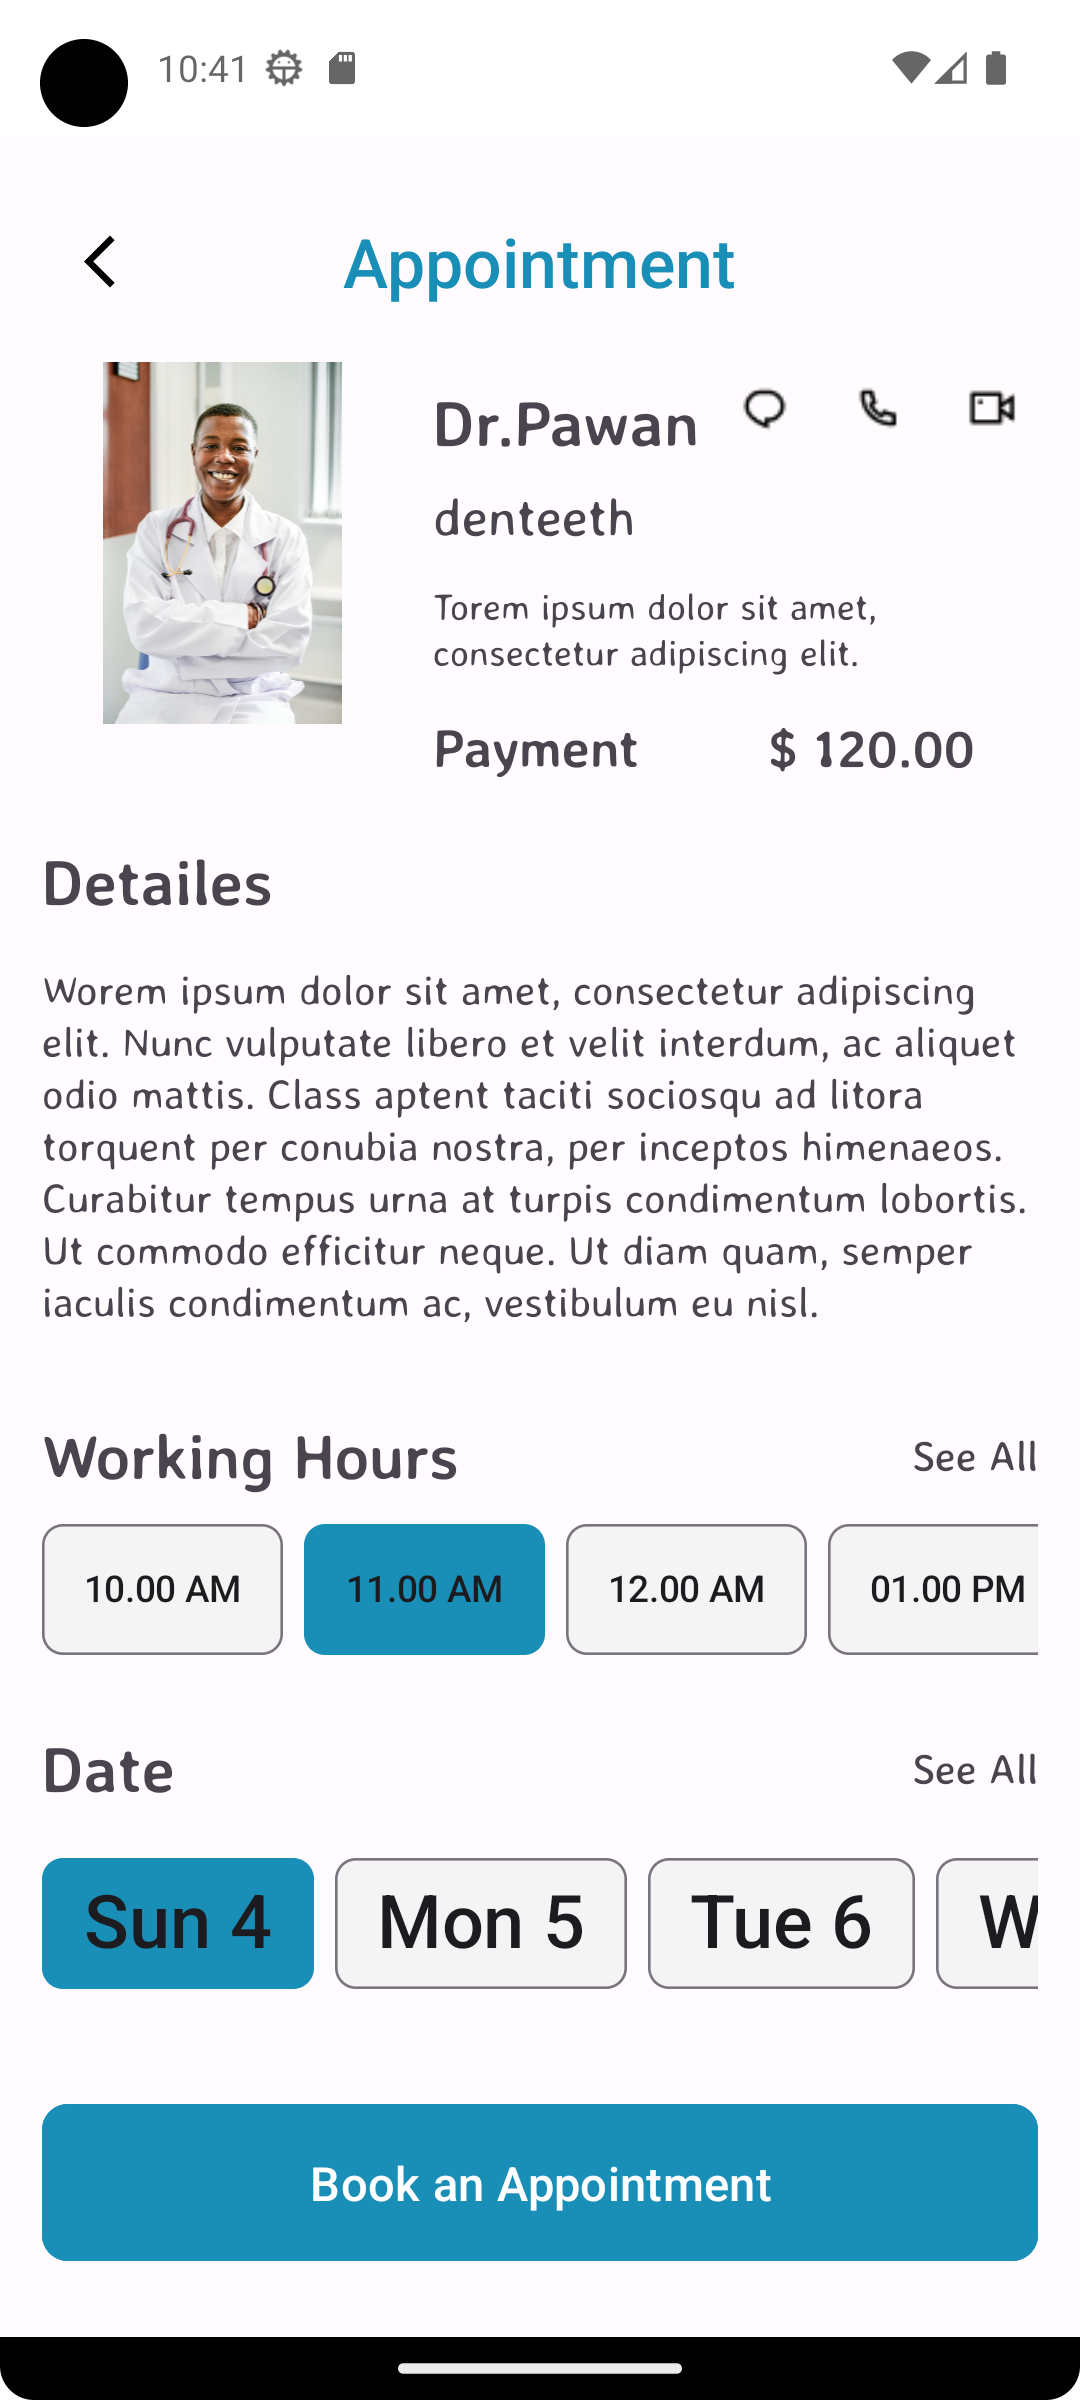 10:41
Appointment
Dr.Pawan
denteeth
Torem ipsum dolor sit amet,
consectetur adipiscing elit.
Payment $ 120.00
Detailes
Worem ipsum dolor sit amet, consectetur adipiscing
elit. Nunc vulputate libero et velit interdum, ac aliquet
odio mattis. Class aptent taciti sociosqu ad litora
torquent per conubia nostra, per inceptos himenaeos.
Curabitur tempus urna at turpis condimentum lobortis.
Ut commodo efficitur neque. Ut diam quam, semper
iaculis condimentum ac, vestibulum eu nisl.
Working Hours See All
10.00 AM 11.00 AM 12.00 AM 01.00 PM
Date See All
Sun 4 Mon 5 Tue 6 W
Book an Appointment